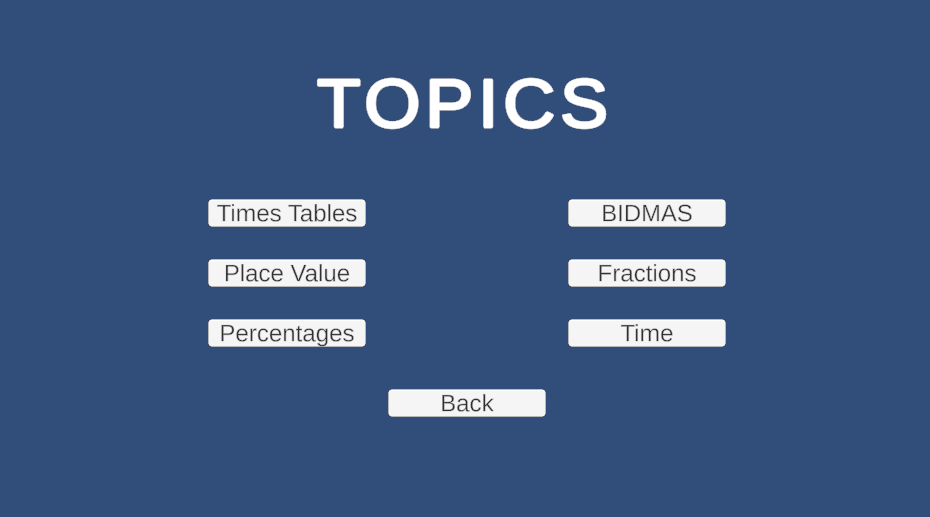 TOPICS
Times Tables
BIDMAS
Place Value
Fractions
Percentages
Time
Back